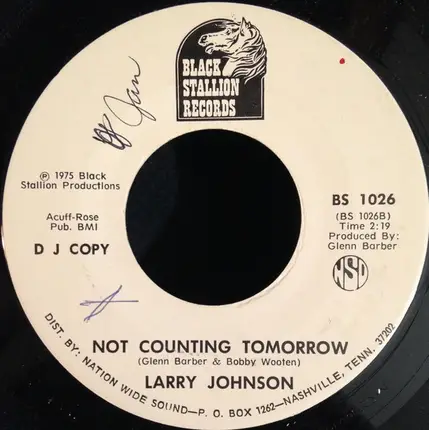 BLACK
STALLION
RECORDS
Jan
℗ 1975 Black
Stallion Productions
Acuff-Rose
Pub. BMI
D J COPY
BS 1026
(BS 1026B)
Time 2:19
Produced By:
Glenn Barber
NSD
NOT COUNTING TOMORROW
(Glenn Barber & Bobby Wooten)
LARRY JOHNSON
DIST. BY: NATION WIDE SOUND—P. O. BOX 1262—NASHVILLE, TENN. 37202